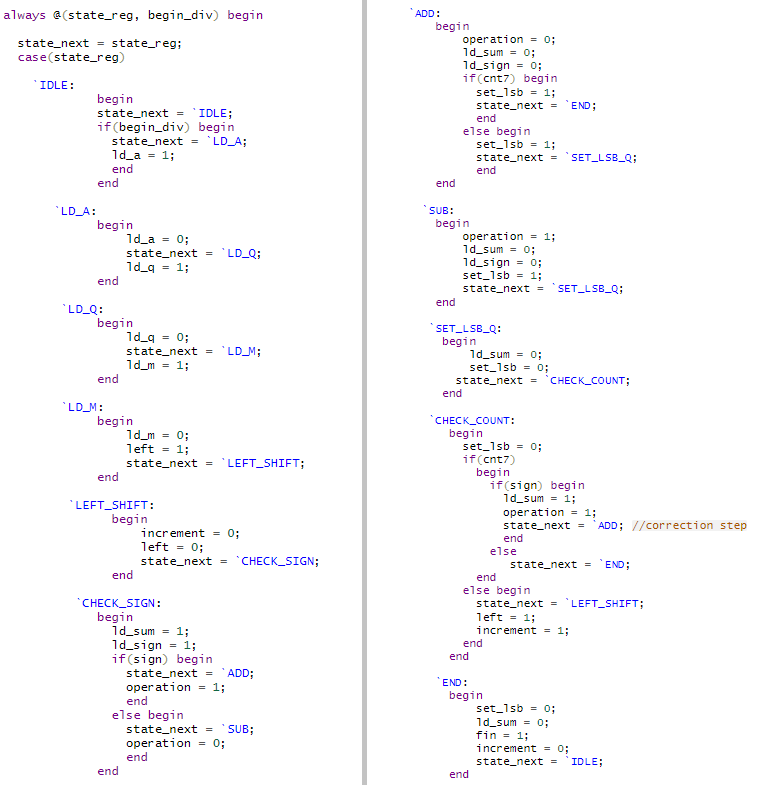 always @(state_reg, begin_div) begin
state_next = state_reg;
case(state_reg)
`IDLE:
begin
state_next = `IDLE;
if(begin_div) begin
state_next = `LD_A;
ld_a = 1;
end
end
`LD_A:
begin
ld_a = 0;
state_next = `LD_Q;
ld_q = 1;
end
`LD_Q:
begin
ld_q = 0;
state_next = `LD_M;
ld_m = 1;
end
`LD_M:
begin
ld_m = 0;
left = 1;
state_next = `LEFT_SHIFT;
end
`LEFT_SHIFT:
begin
increment = 0;
left = 0;
state_next = `CHECK_SIGN;
end
`CHECK_SIGN:
begin
ld_sum = 1;
ld_sign = 1;
if(sign) begin
state_next = `ADD;
operation = 1;
end
else begin
state_next = `SUB;
operation = 0;
end
end
`ADD:
begin
operation = 0;
ld_sum = 0;
ld_sign = 0;
if(cnt7) begin
set_lsb = 1;
state_next = `END;
end
else begin
set_lsb = 1;
state_next = `SET_LSB_Q;
end
end
`SUB:
begin
operation = 1;
ld_sum = 0;
ld_sign = 0;
set_lsb = 1;
state_next = `SET_LSB_Q;
end
`SET_LSB_Q:
begin
ld_sum = 0;
set_lsb = 0;
state_next = `CHECK_COUNT;
end
`CHECK_COUNT:
begin
set_lsb = 0;
if(cnt7)
begin
if(sign) begin
ld_sum = 1;
operation = 1;
state_next = `ADD; //correction step
end
else
state_next = `END;
end
else begin
state_next = `LEFT_SHIFT;
left = 1;
increment = 1;
end
end
`END:
begin
set_lsb = 0;
ld_sum = 0;
fin = 1;
increment = 0;
state_next = `IDLE;
end